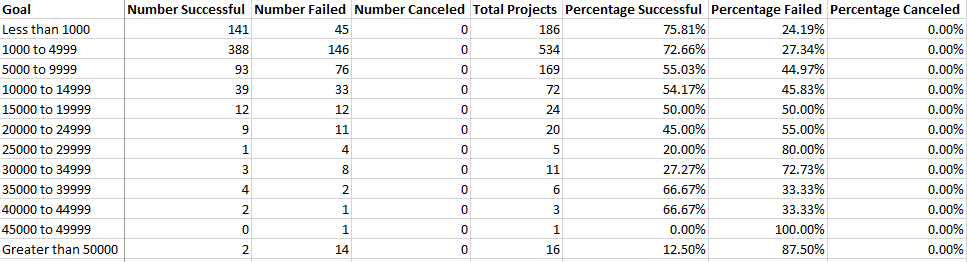 Goal Number Successful Number Failed Number Canceled Total Projects Percentage Successful Percentage Failed Percentage Canceled
Less than 1000 141 45 0 186 75.81% 24.19% 0.00%
1000 to 4999 388 146 0 534 72.66% 27.34% 0.00%
5000 to 9999 93 76 0 169 55.03% 44.97% 0.00%
10000 to 14999 39 33 0 72 54.17% 45.83% 0.00%
15000 to 19999 12 12 0 24 50.00% 50.00% 0.00%
20000 to 24999 9 11 0 20 45.00% 55.00% 0.00%
25000 to 29999 1 4 0 5 20.00% 80.00% 0.00%
30000 to 34999 3 8 0 11 27.27% 72.73% 0.00%
35000 to 39999 4 2 0 6 66.67% 33.33% 0.00%
40000 to 44999 2 1 0 3 66.67% 33.33% 0.00%
45000 to 49999 0 1 0 1 0.00% 100.00% 0.00%
Greater than 50000 2 14 0 16 12.50% 87.50% 0.00%